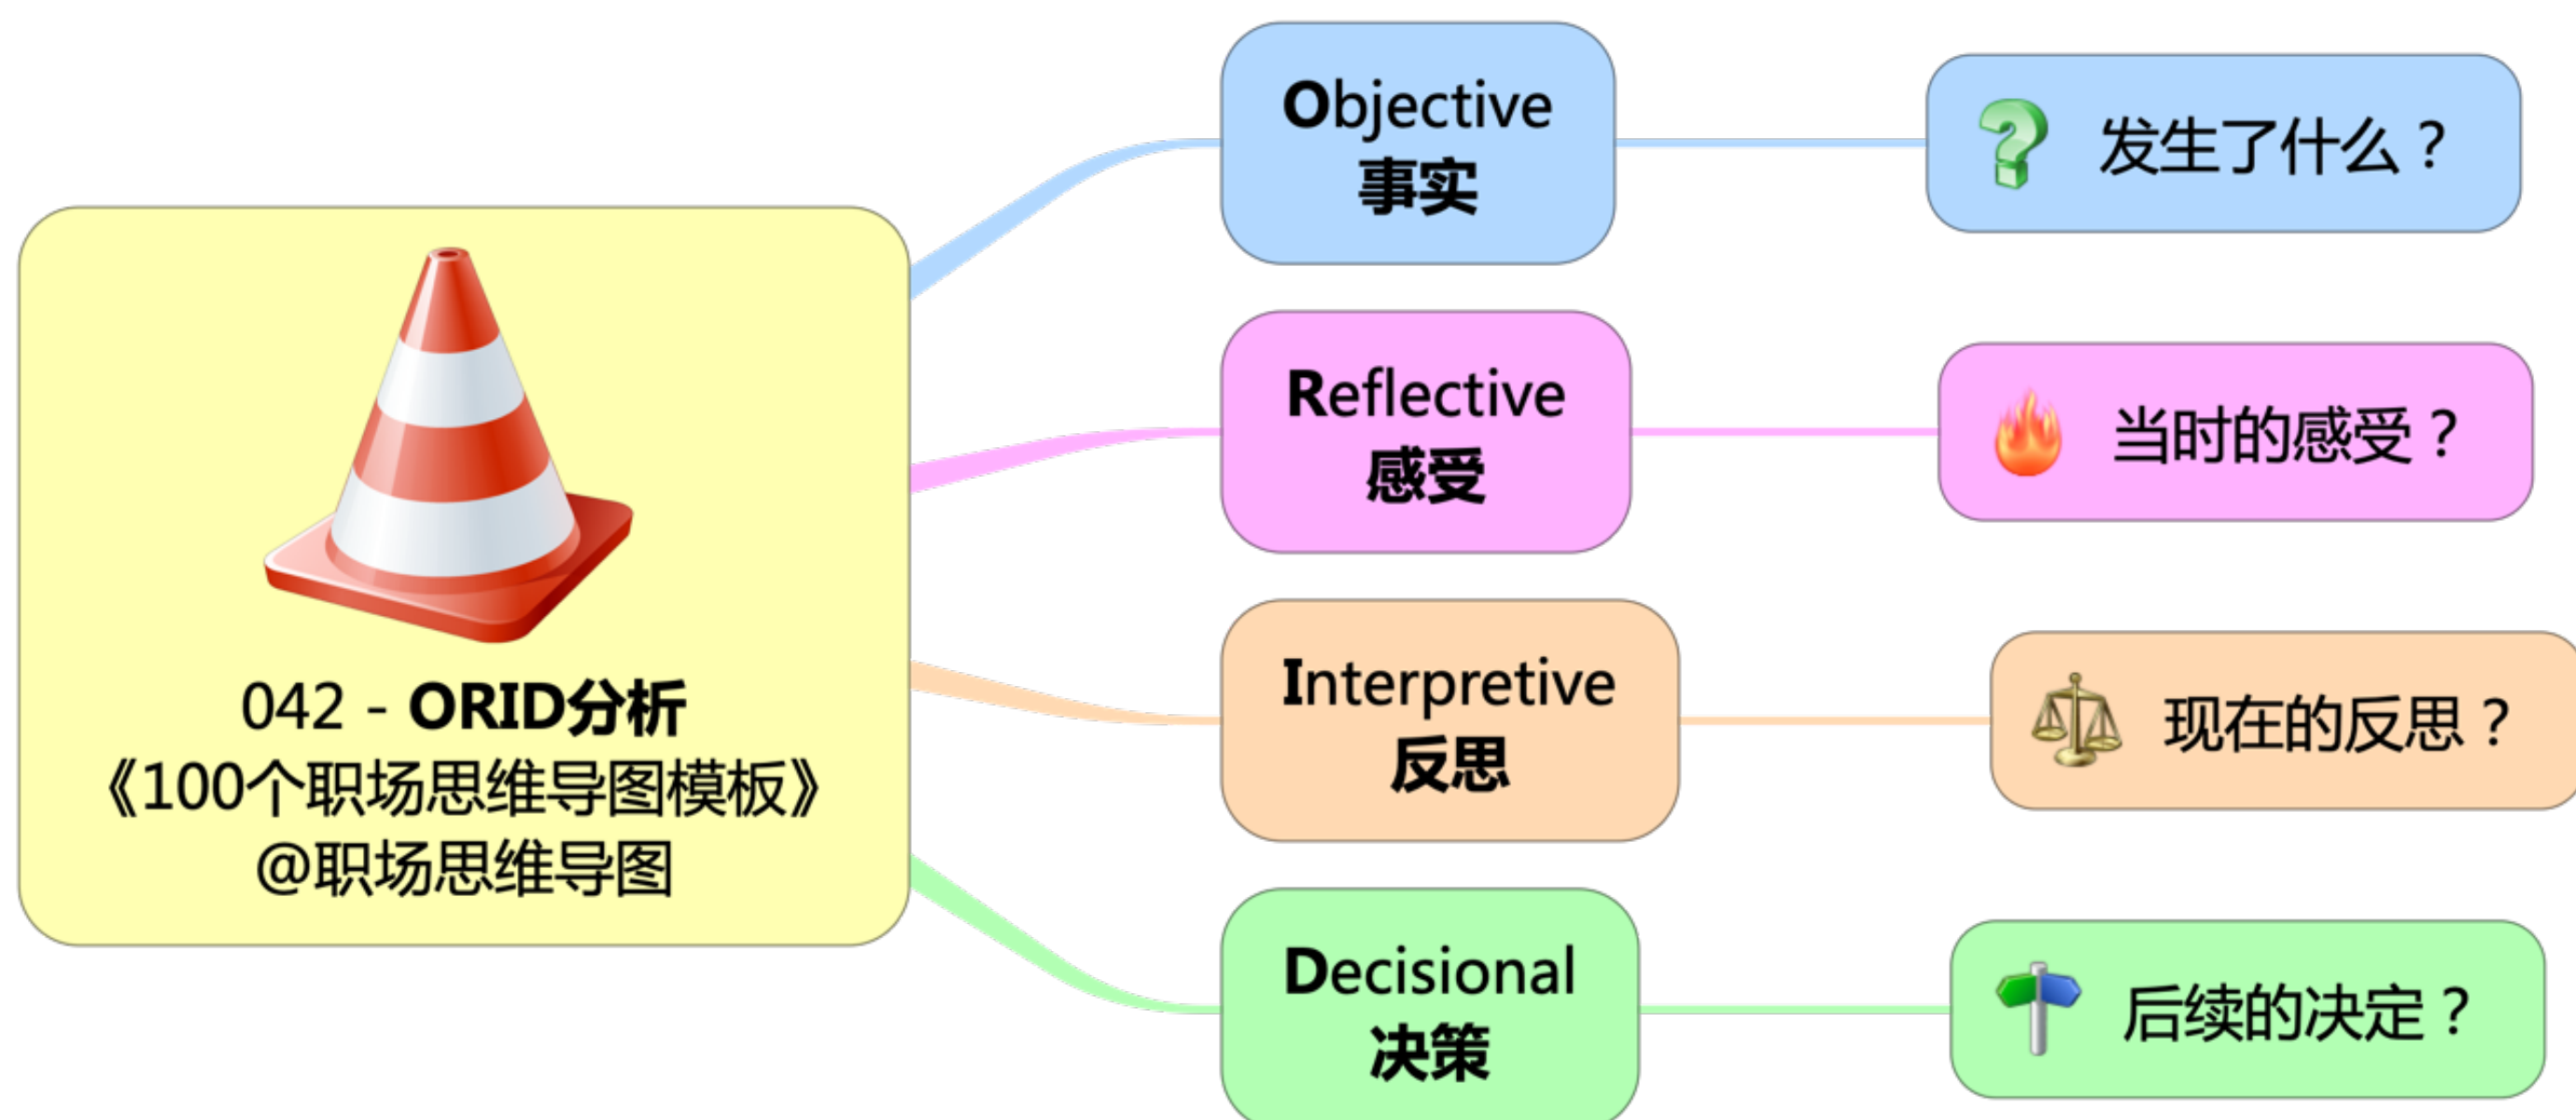 042 - ORID分析
《100个职场思维导图模板》
@职场思维导图
Objective
事实
发生了什么？
Reflective
感受
当时的感受？
Interpretive
反思
现在的反思？
Decisional
决策
后续的决定？